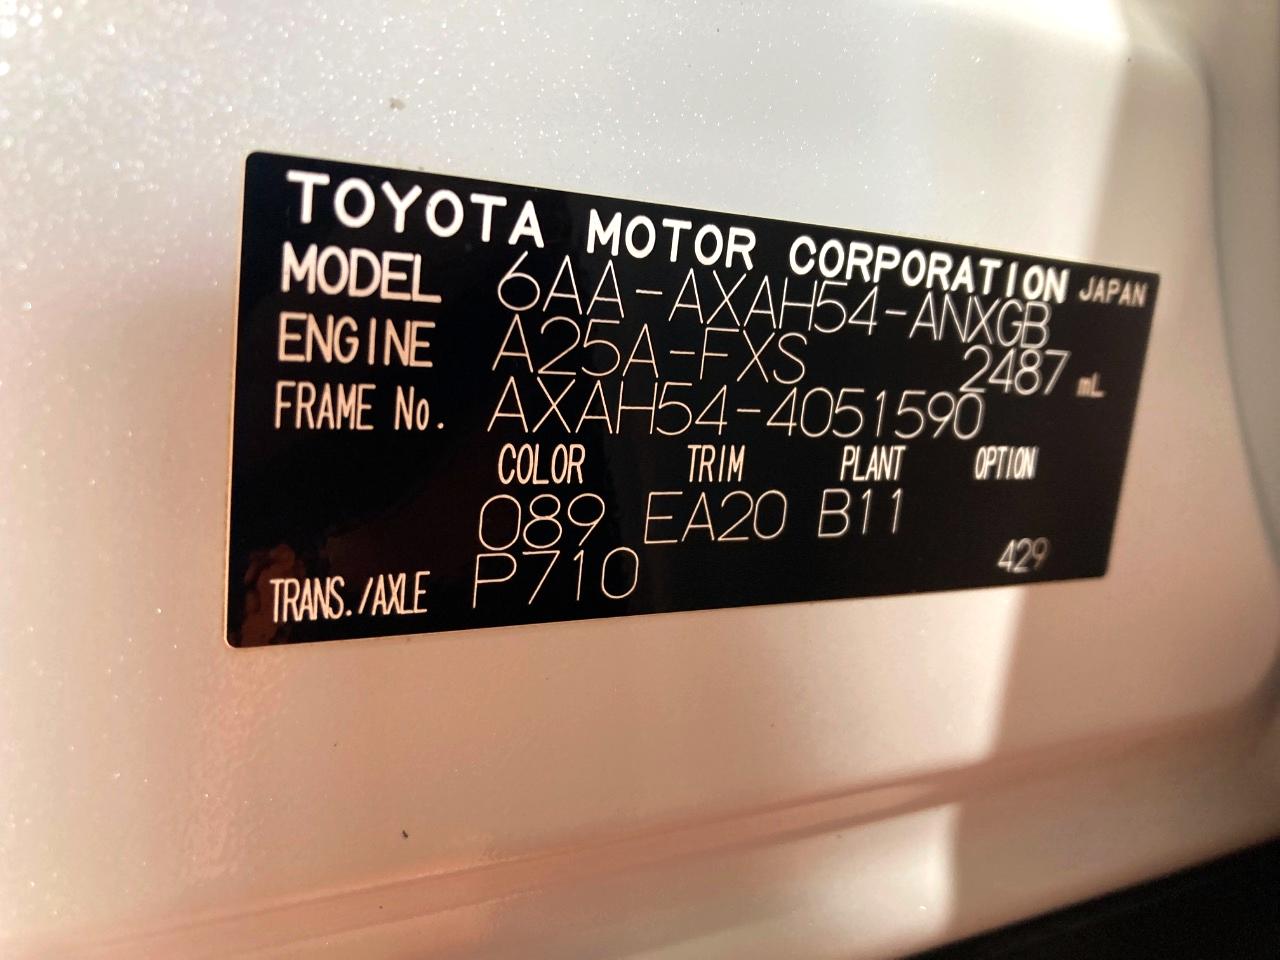 TOYOTA MOTOR CORPORATION JAPAN
MODEL 6AA-AXAH54-ANXGB
ENGINE A25A-FXS 2487 mL
FRAME No. AXAH54-4051590
COLOR TRIM PLANT OPTION
089 EA20 B11
TRANS./AXLE P710 429